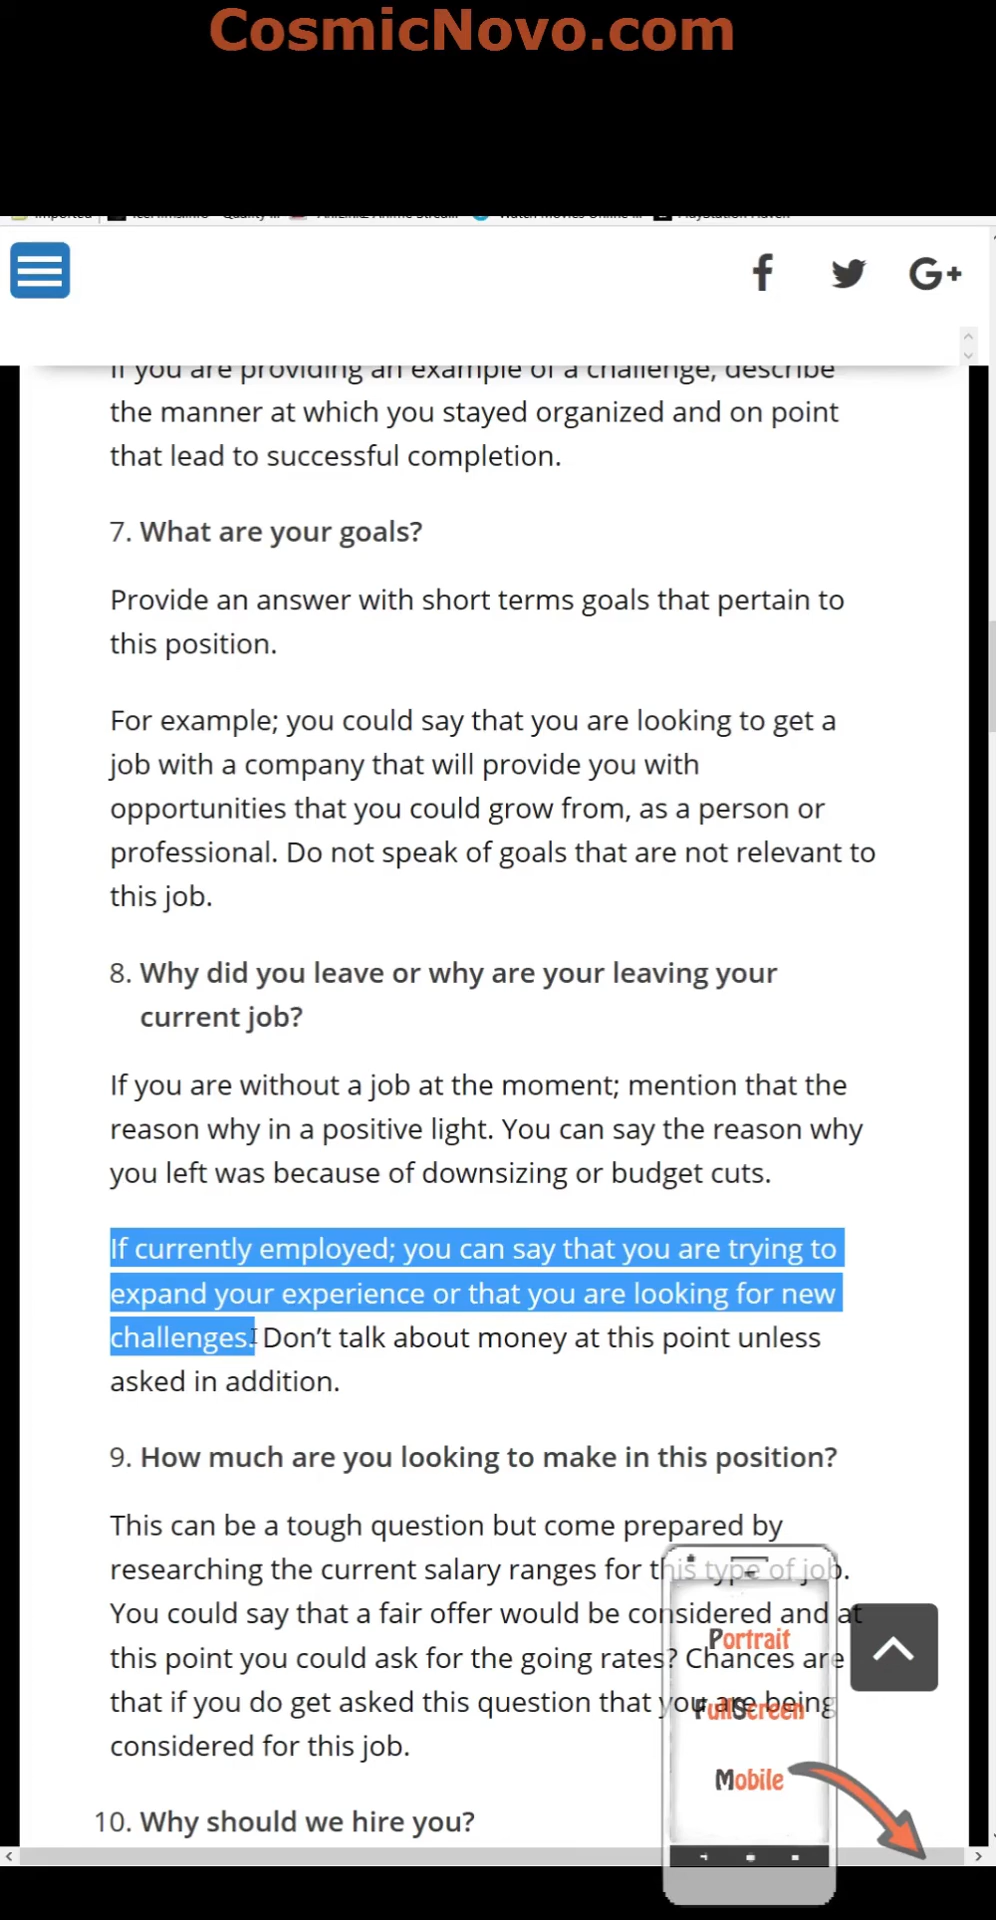 CosmicNovo.com
G+
If you are providing an example of a challenge, describe
the manner at which you stayed organized and on point
that lead to successful completion.
7. What are your goals?
Provide an answer with short terms goals that pertain to
this position.
For example; you could say that you are looking to get a
job with a company that will provide you with
opportunities that you could grow from, as a person or
professional. Do not speak of goals that are not relevant to
this job.
8. Why did you leave or why are your leaving your
current job?
If you are without a job at the moment; mention that the
reason why in a positive light. You can say the reason why
you left was because of downsizing or budget cuts.
If currently employed; you can say that you are trying to
expand your experience or that you are looking for new
challenges. Don’t talk about money at this point unless
asked in addition.
9. How much are you looking to make in this position?
This can be a tough question but come prepared by
researching the current salary ranges for this type of job.
You could say that a fair offer would be considered and at
this point you could ask for the going rates? Chances are
that if you do get asked this question that you are being
considered for this job.
10. Why should we hire you?
Portrait
FullScreen
Mobile